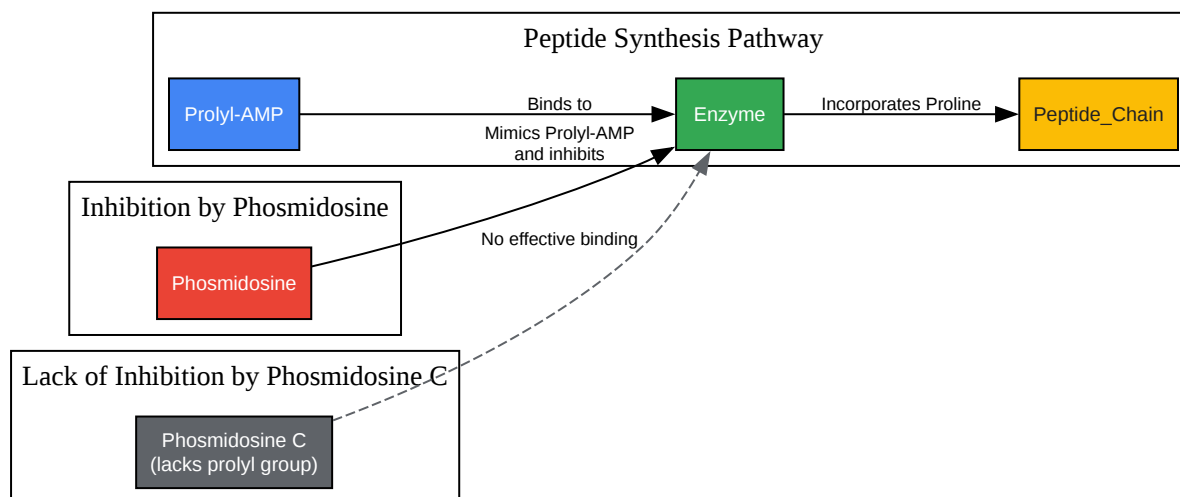 Peptide Synthesis Pathway
Prolyl-AMP
Binds to
Enzyme
Incorporates Proline
Peptide_Chain
Mimics Prolyl-AMP
and inhibits
Inhibition by Phosmidosine
Phosmidosine
No effective binding
Lack of Inhibition by Phosmidosine C
Phosmidosine C
(lacks prolyl group)